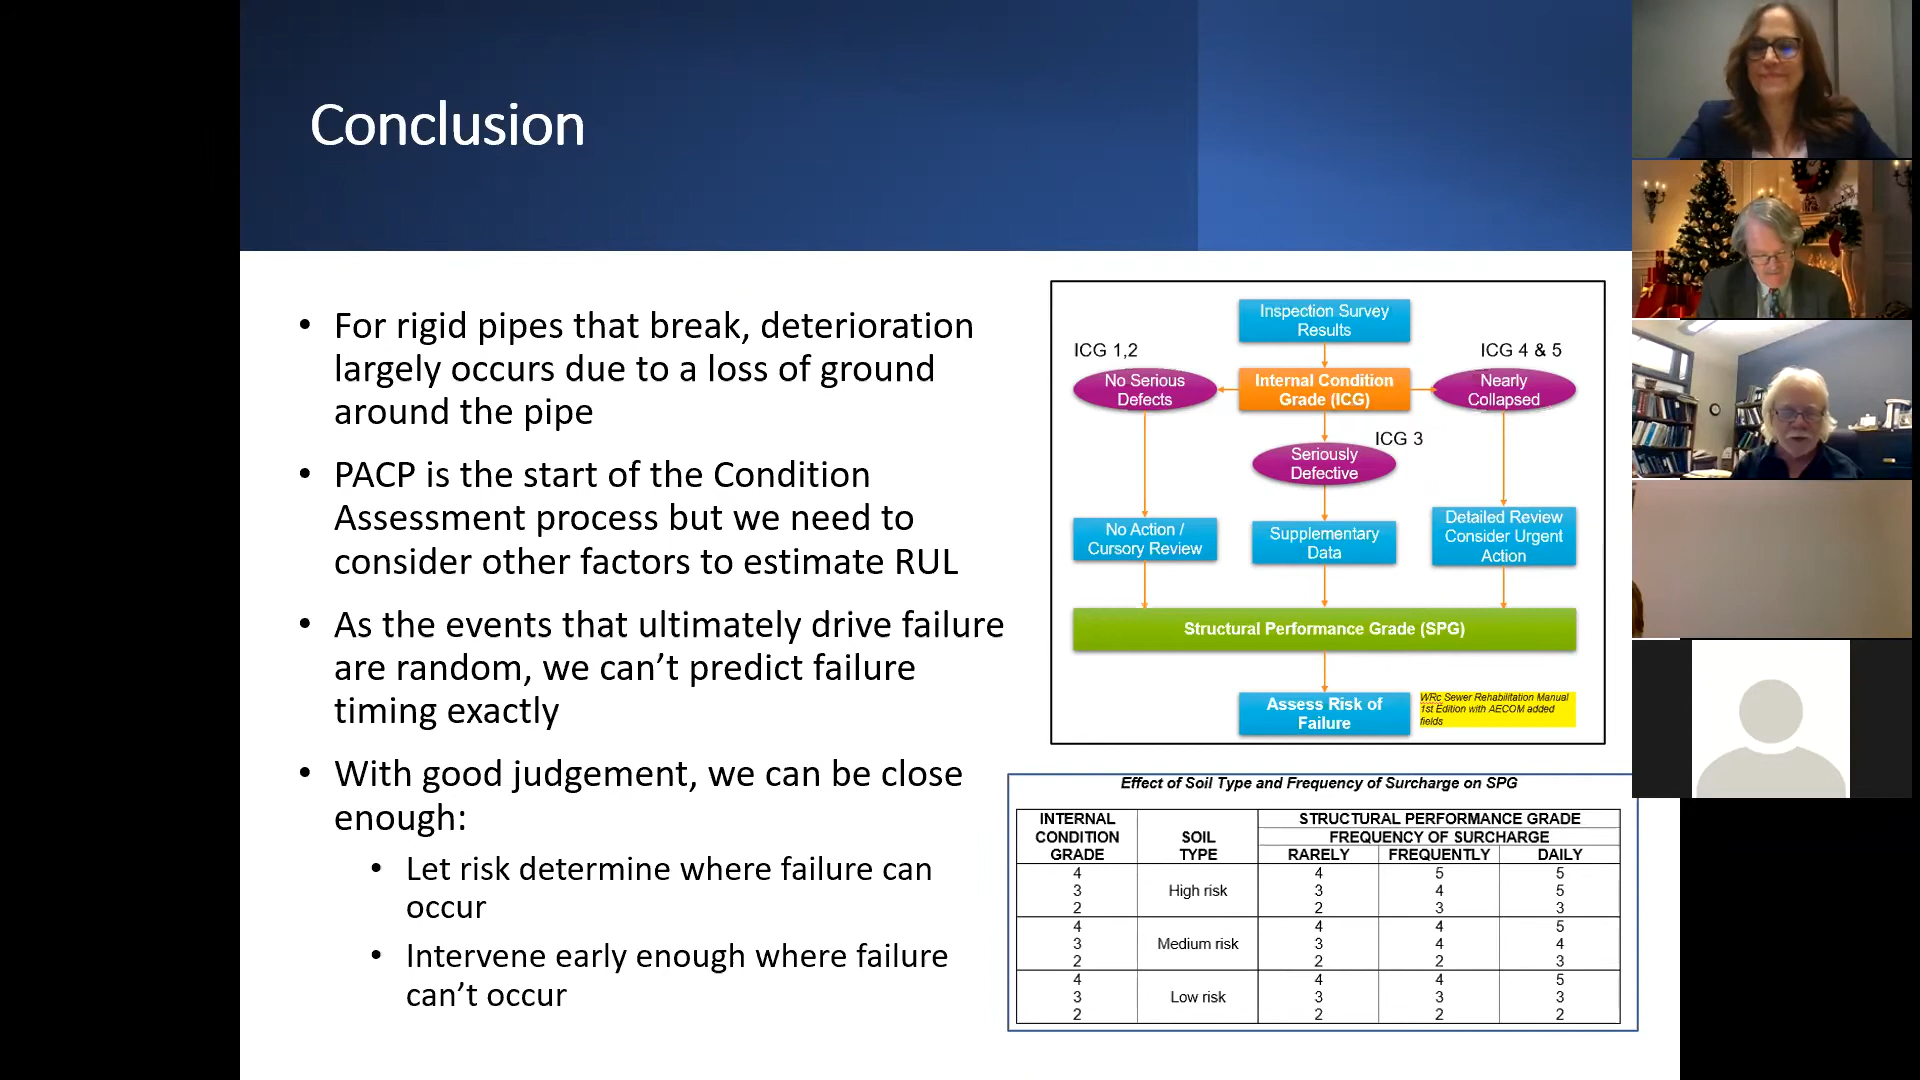 Conclusion
• For rigid pipes that break, deterioration
largely occurs due to a loss of ground
around the pipe
• PACP is the start of the Condition
Assessment process but we need to
consider other factors to estimate RUL
• As the events that ultimately drive failure
are random, we can’t predict failure
timing exactly
• With good judgement, we can be close
enough:
• Let risk determine where failure can
occur
• Intervene early enough where failure
can’t occur
Inspection Survey
Results
ICG 1,2
ICG 4 & 5
No Serious
Defects
Internal Condition
Grade (ICG)
Nearly
Collapsed
ICG 3
Seriously
Defective
No Action /
Cursory Review
Supplementary
Data
Detailed Review
Consider Urgent
Action
Structural Performance Grade (SPG)
Assess Risk of
Failure
WRc Sewer Rehabilitation Manual
1st Edition with AECOM added
fields
Effect of Soil Type and Frequency of Surcharge on SPG
INTERNAL
CONDITION
GRADE
SOIL
TYPE
STRUCTURAL PERFORMANCE GRADE
FREQUENCY OF SURCHARGE
RARELY FREQUENTLY DAILY
4 4 5 5
3 High risk 3 4 5
2 2 3 3
4 4 4 5
3 Medium risk 3 4 4
2 2 2 3
4 4 4 5
3 Low risk 3 3 3
2 2 2 2